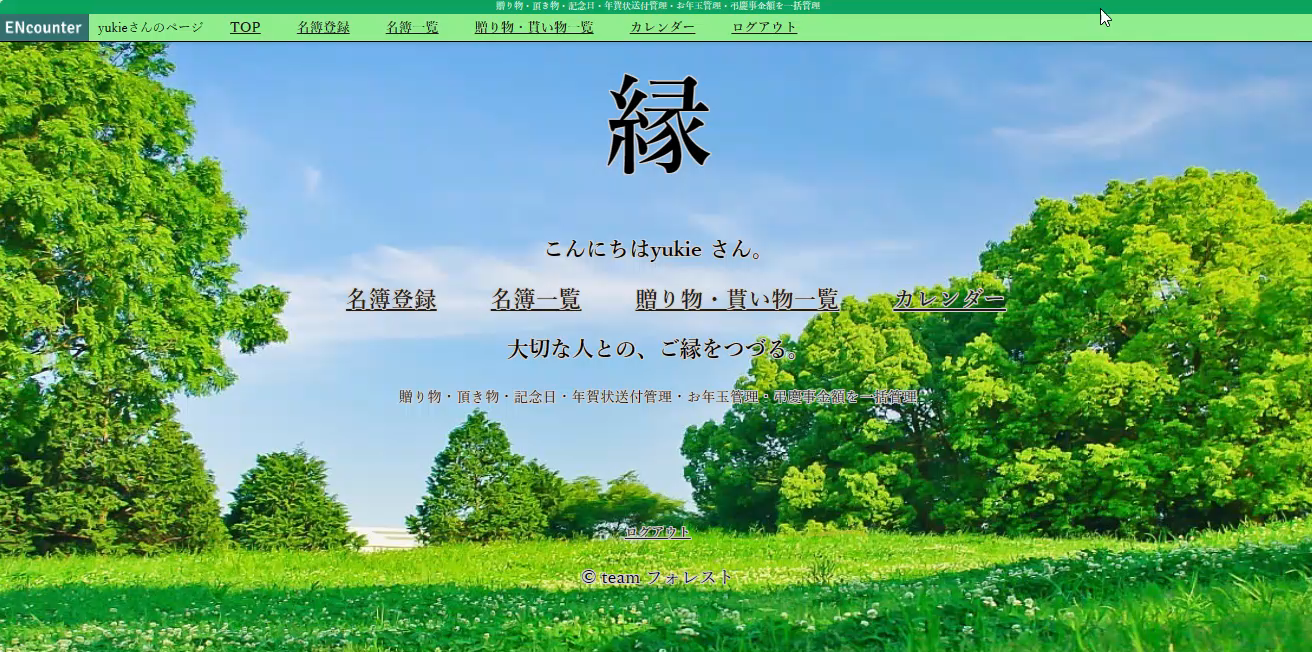 贈り物・頂き物・記念日・年賀状送付管理・お年玉管理・弔慶事金額を一括管理
ENcounter yukieさんのページ TOP 名簿登録 名簿一覧 贈り物・貰い物一覧 カレンダー ログアウト
縁
こんにちはyukie さん。
名簿登録 名簿一覧 贈り物・貰い物一覧 カレンダー
大切な人との、ご縁をつづる。
贈り物・頂き物・記念日・年賀状送付管理・お年玉管理・弔慶事金額を一括管理
ログアウト
© team フォレスト